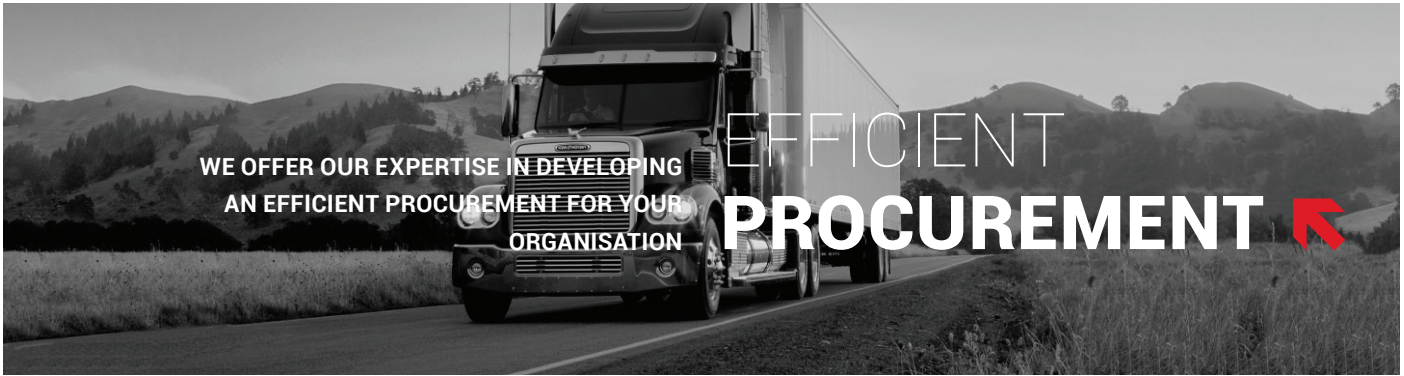 WE OFFER OUR EXPERTISE IN DEVELOPING
AN EFFICIENT PROCUREMENT FOR YOUR
ORGANISATION
EFFICIENT
PROCUREMENT